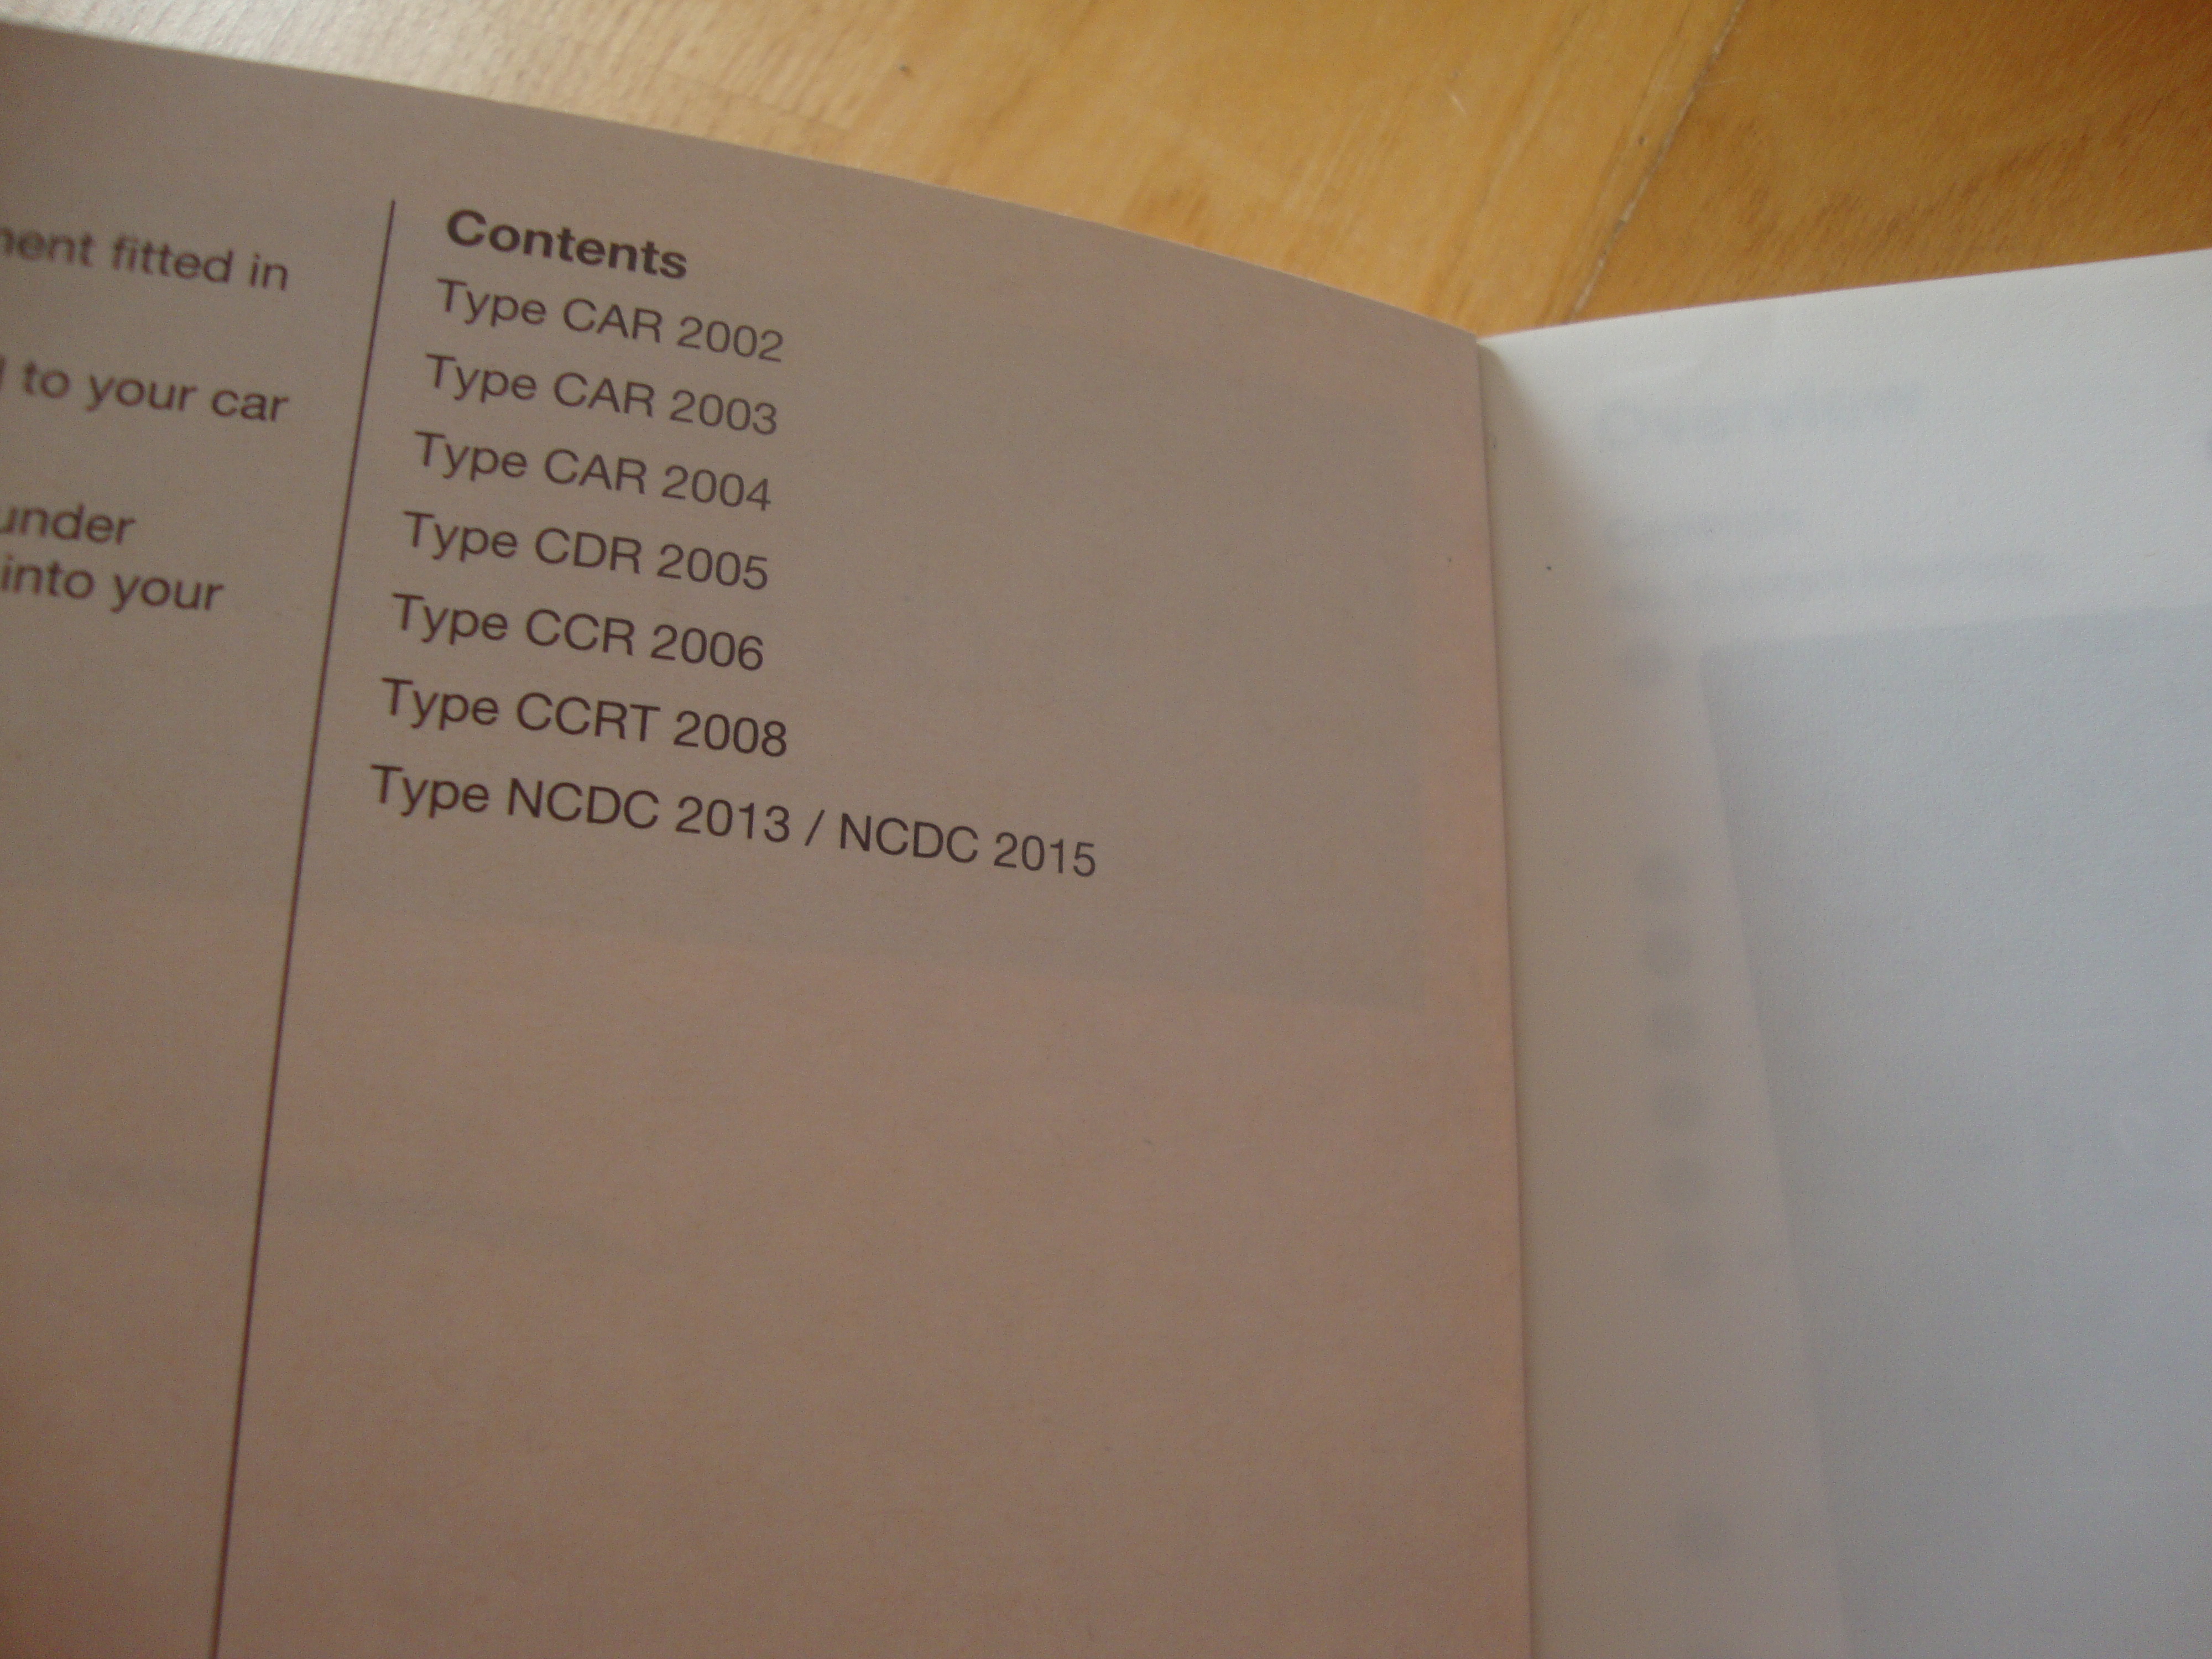 fitted in
to your car
under
into your
Contents
Type CAR 2002
Type CAR 2003
Type CAR 2004
Type CDR 2005
Type CCR 2006
Type CCRT 2008
Type NCDC 2013 / NCDC 2015